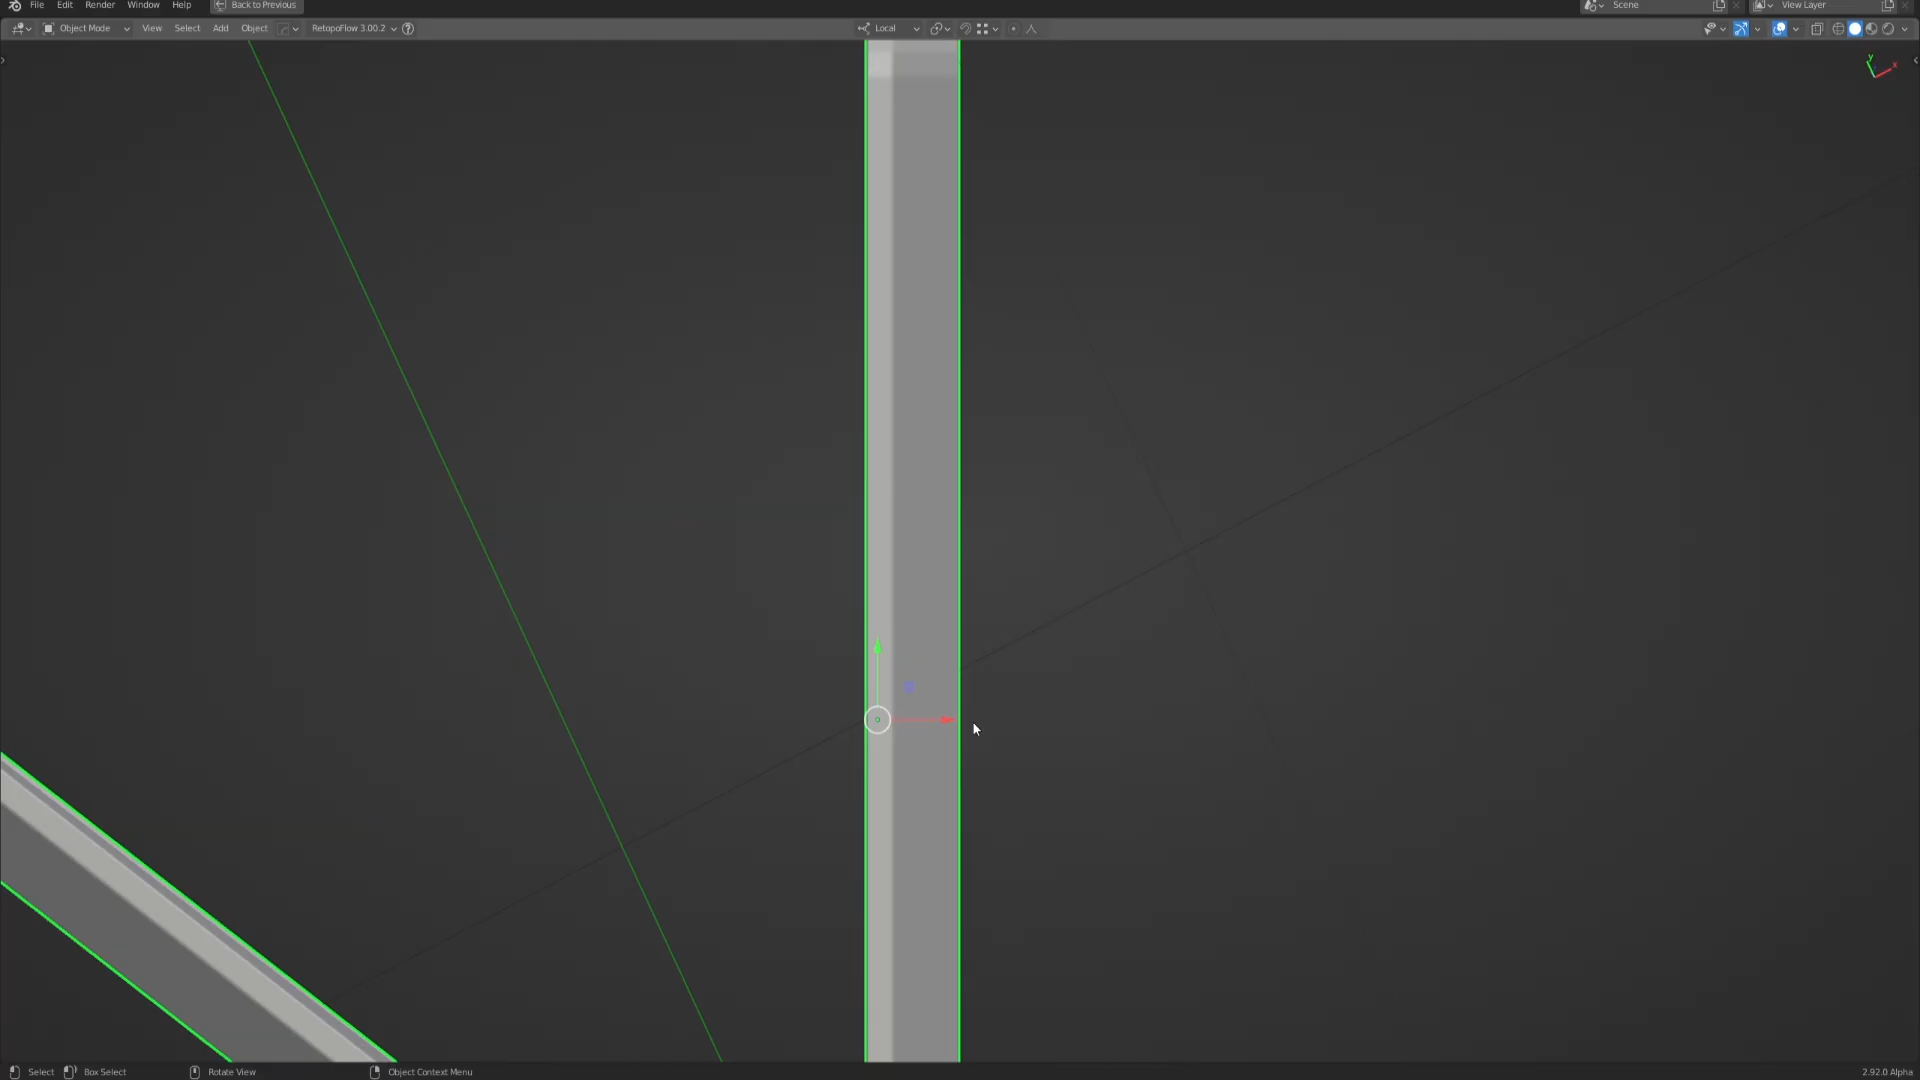 File Edit Render Window Help Back to Previous Scene View Layer
Object Mode View Select Add Object RetopoFlow 3.00.2 Local
Y
X
Select Box Select Rotate View Object Context Menu 2.92.0 Alpha